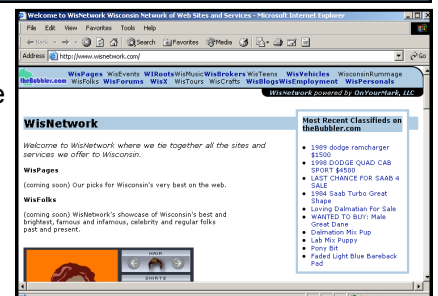 Welcome to WisNetwork Wisconsin Network of Web Sites and Services - Microsoft Internet Explorer
File Edit View Favorites Tools Help
Back Search Favorites Media
Address http://www.wisnetwork.com/ Go
WisPages WisEvents WIRootsWisMusicWisBrokersWisTeens WisVehicles WisconsinRummage
theBubbler.com WisFolks WisForums WisX WisTours WisCrafts WisBlogsWisEmployment WisPersonals
WisNetwork powered by OnYourMark, LLC
e
WisNetwork
Welcome to WisNetwork where we tie together all the sites and
services we offer to Wisconsin.
WisPages
(coming soon) Our picks for Wisconsin's very best on the web.
WisFolks
(coming soon) WisNetwork's showcase of Wisconsin's best and
brightest, famous and infamous, celebrity and regular folks
past and present.
HAIR
SHIRTS
Most Recent Classifieds on
theBubbler.com
1989 dodge ramcharger
$1500
1998 DODGE QUAD CAB
SPORT $4500
LAST CHANCE FOR SAAB 4
SALE
1984 Saab Turbo Great
Shape
Loving Dalmatian For Sale
WANTED TO BUY: Male
Great Dane
Dalmation Mix Pup
Lab Mix Puppy
Pony Bit
Faded Light Blue Bareback
Pad